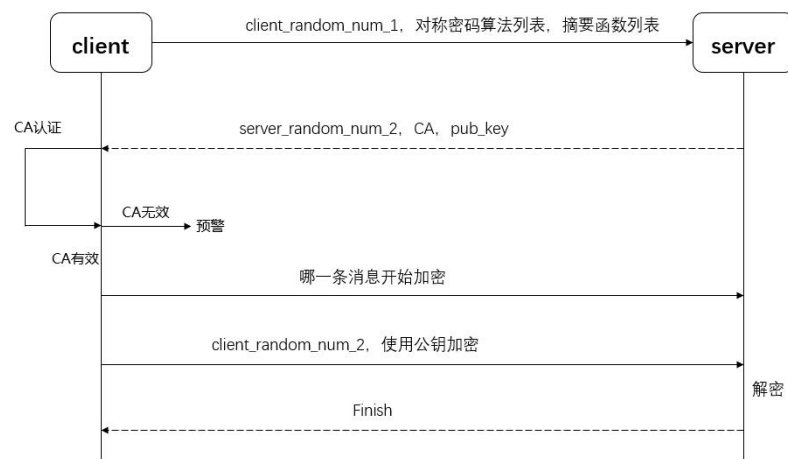 client_random_num_1，对称密码算法列表，摘要函数列表
client
server
server_random_num_2，CA，pub_key
CA认证
CA无效
预警
CA有效
哪一条消息开始加密
client_random_num_2，使用公钥加密
解密
Finish